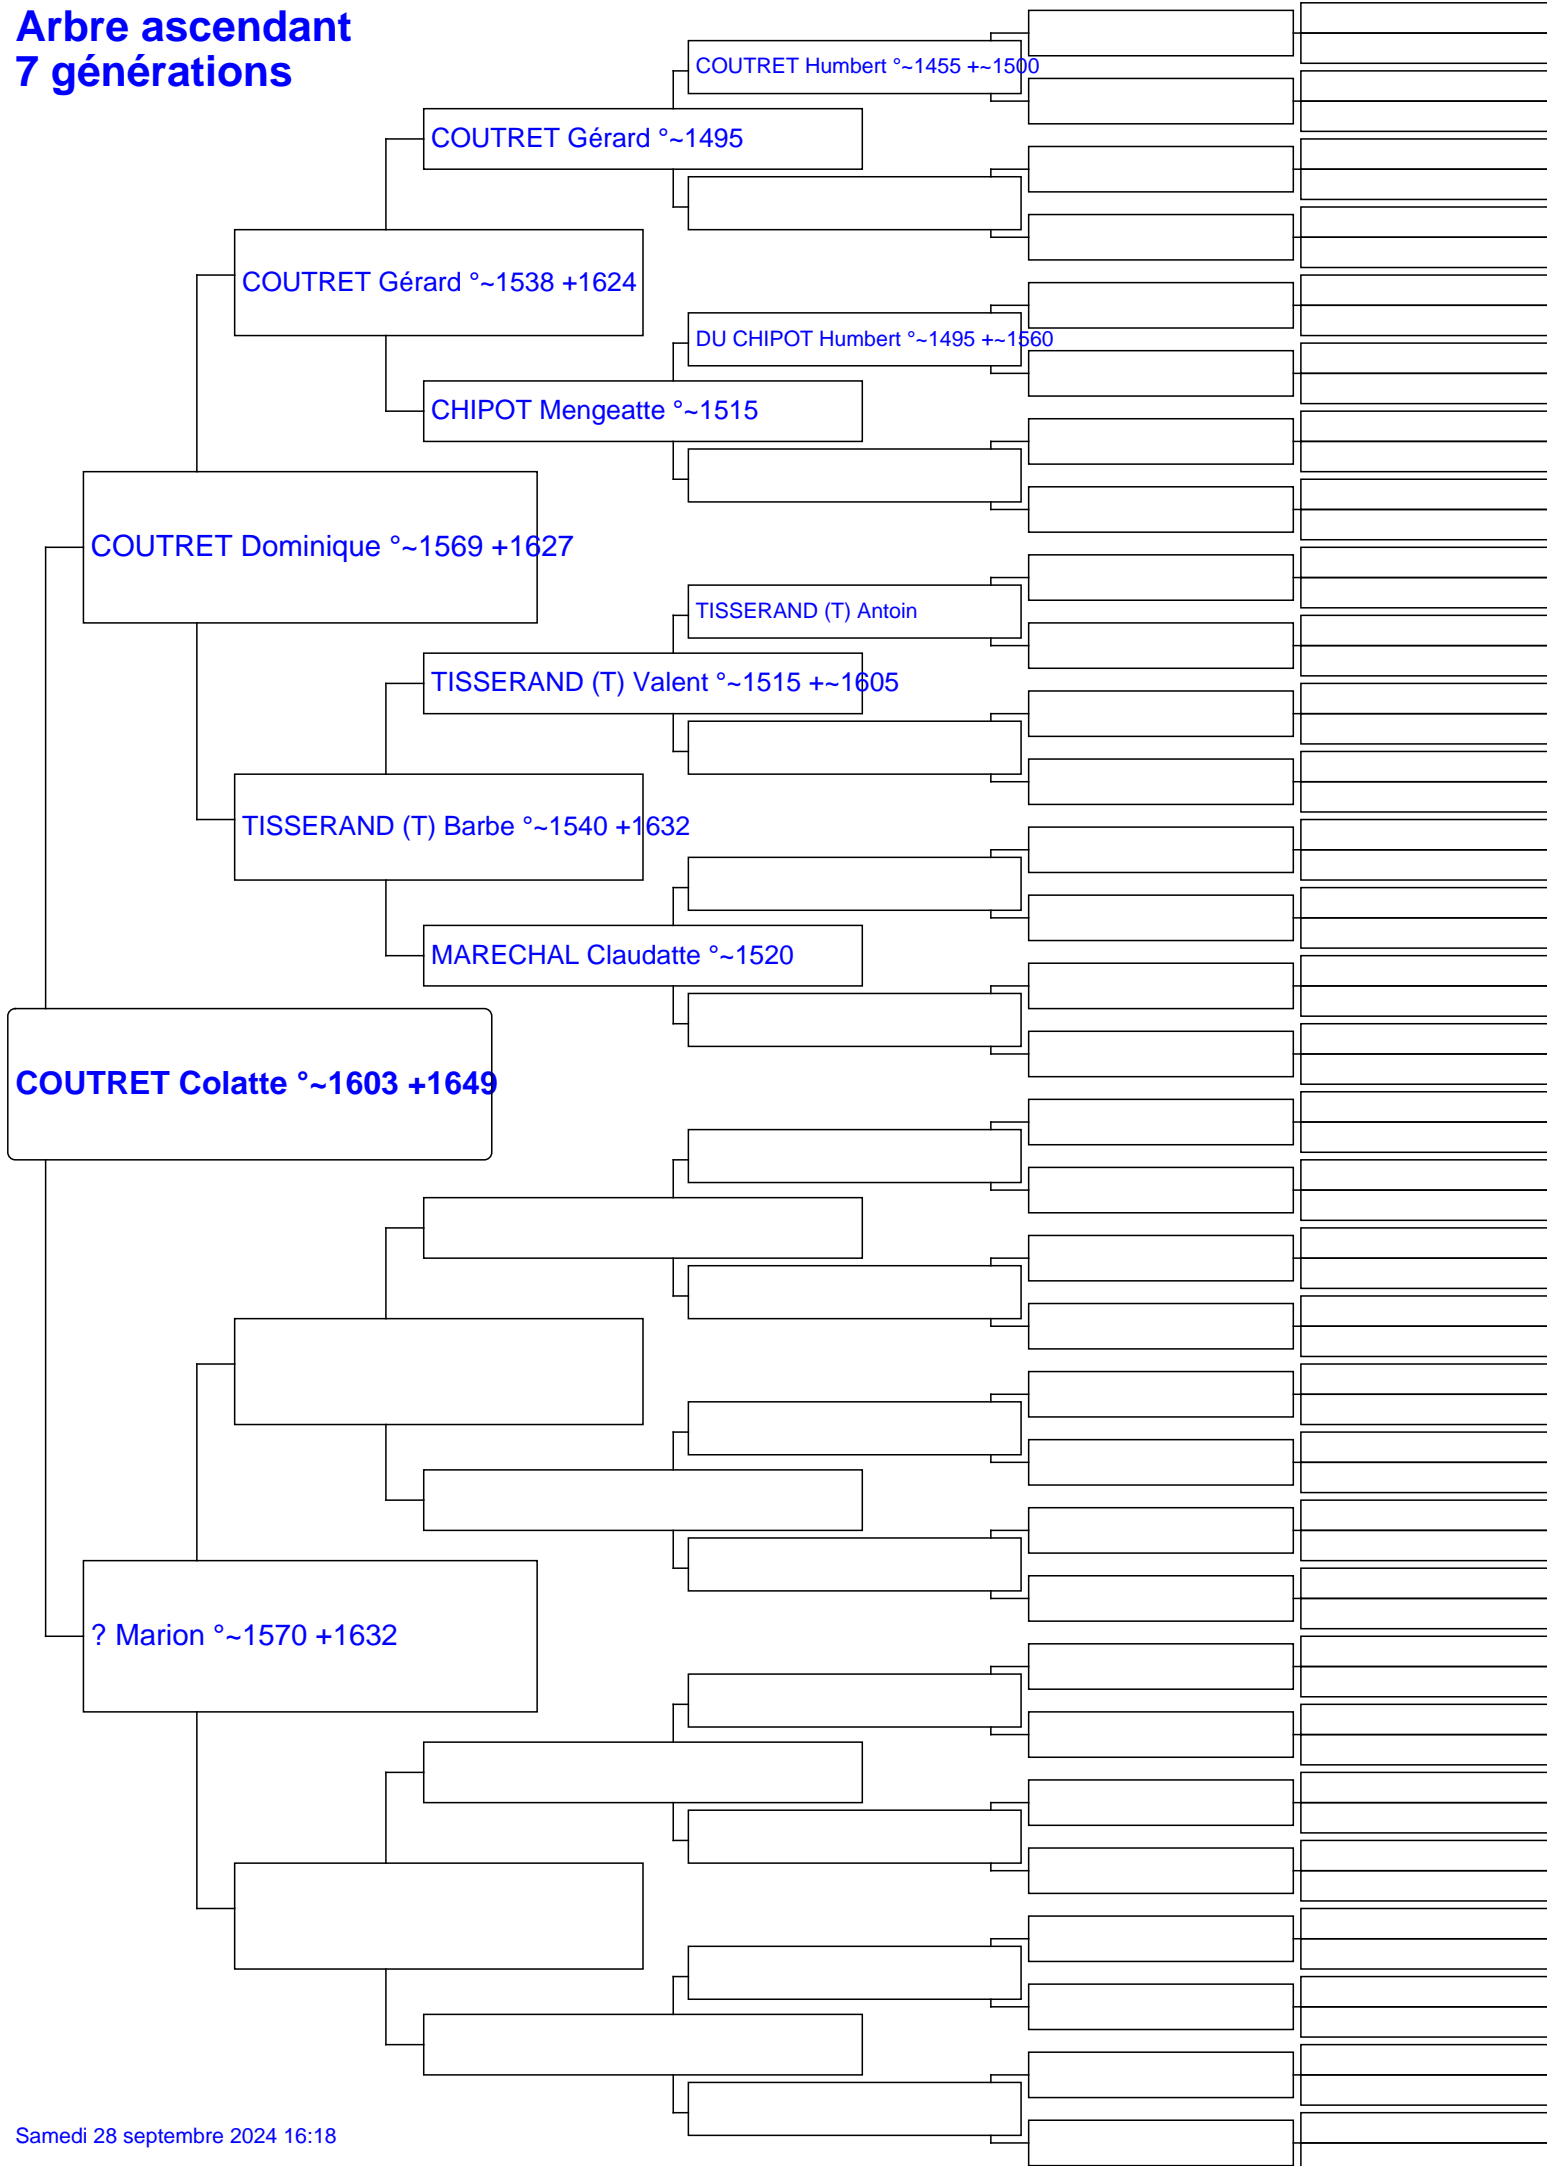 Arbre ascendant
7 générations
COUTRET Humbert °~1455 +~1500
COUTRET Gérard °~1495
COUTRET Gérard °~1538 +1624
DU CHIPOT Humbert °~1495 +~1560
CHIPOT Mengeatte °~1515
COUTRET Dominique °~1569 +1627
TISSERAND (T) Antoin
TISSERAND (T) Valent °~1515 +~1605
TISSERAND (T) Barbe °~1540 +1632
MARECHAL Claudatte °~1520
COUTRET Colatte °~1603 +1649
? Marion °~1570 +1632
Samedi 28 septembre 2024 16:18